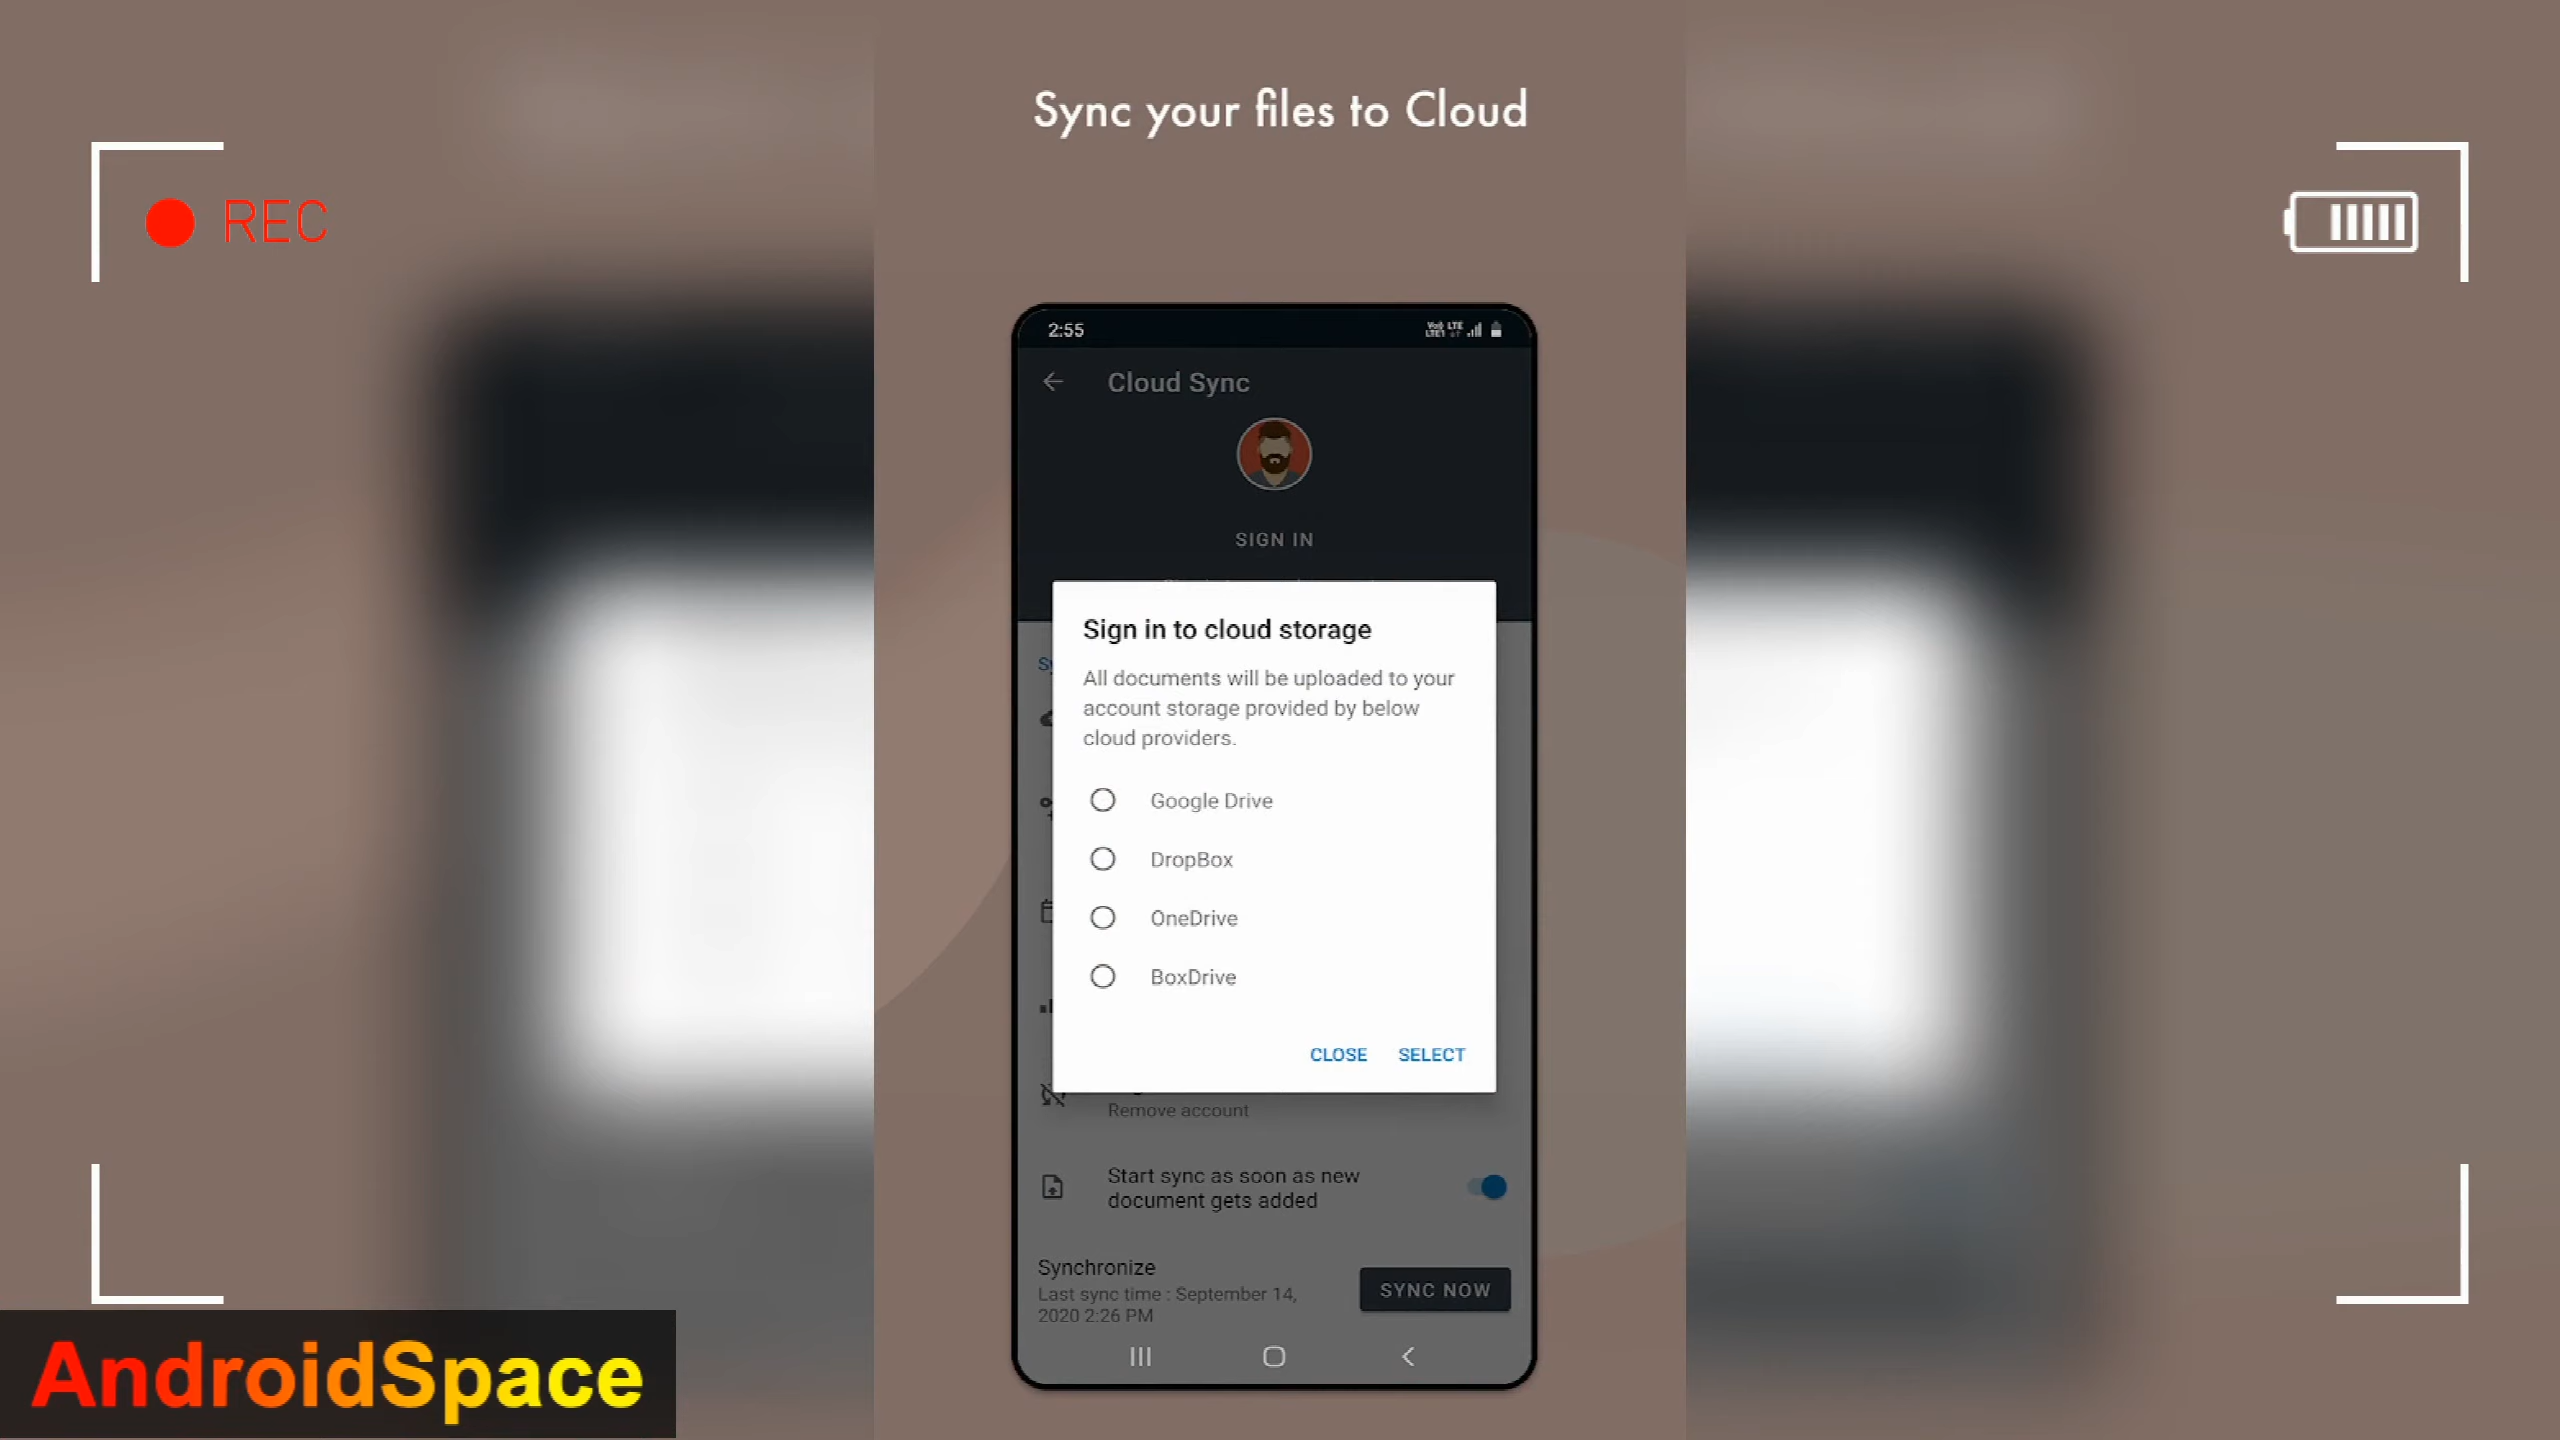 Sync your files to Cloud
REC
2:55
Cloud Sync
SIGN IN
Sign in to cloud storage
All documents will be uploaded to your
account storage provided by below
cloud providers.
Google Drive
DropBox
OneDrive
BoxDrive
CLOSE SELECT
Remove account
Start sync as soon as new
document gets added
Synchronize
Last sync time : September 14,
2020 2:26 PM
SYNC NOW
AndroidSpace